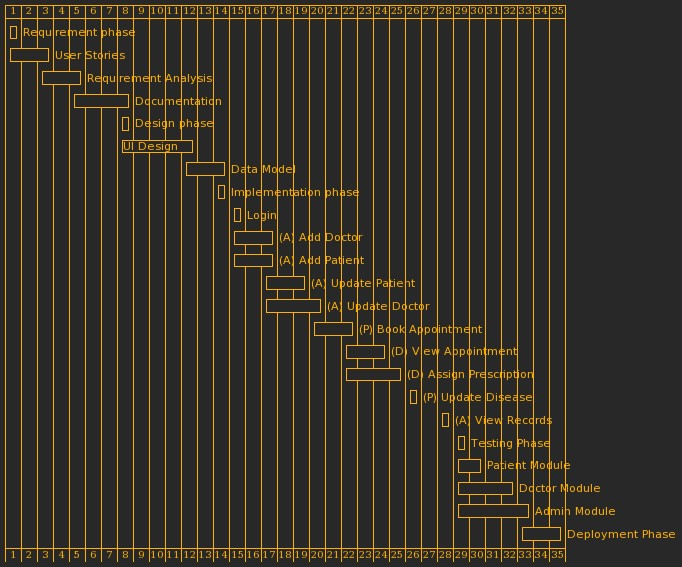 1 2 3 4 5 6 7 8 9 10 11 12 13 14 15 16 17 18 19 20 21 22 23 24 25 26 27 28 29 30 31 32 33 34 35
Requirement phase
User Stories
Requirement Analysis
Documentation
Design phase
UI Design
Data Model
Implementation phase
Login
(A) Add Doctor
(A) Add Patient
(A) Update Patient
(A) Update Doctor
(P) Book Appointment
(D) View Appointment
(D) Assign Prescription
(P) Update Disease
(A) View Records
Testing Phase
Patient Module
Doctor Module
Admin Module
Deployment Phase
1 2 3 4 5 6 7 8 9 10 11 12 13 14 15 16 17 18 19 20 21 22 23 24 25 26 27 28 29 30 31 32 33 34 35